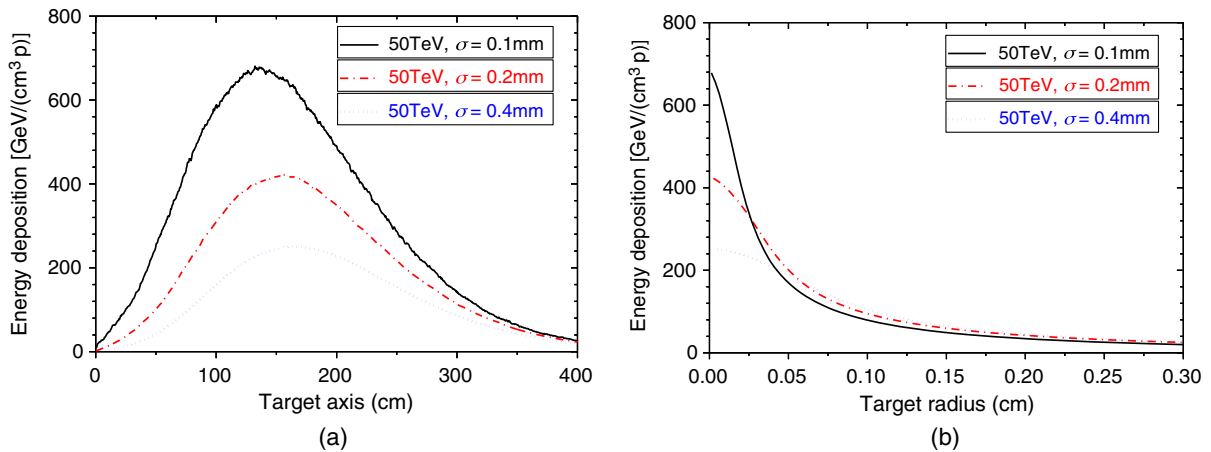 800
600
400
200
0
Energy deposition [GeV/(cm³ p)]
50TeV, σ = 0.1mm
50TeV, σ = 0.2mm
50TeV, σ = 0.4mm
0 100 200 300 400
Target axis (cm)
(a)
800
600
400
200
0
Energy deposition [GeV/(cm³ p)]
50TeV, σ = 0.1mm
50TeV, σ = 0.2mm
50TeV, σ = 0.4mm
0.00 0.05 0.10 0.15 0.20 0.25 0.30
Target radius (cm)
(b)